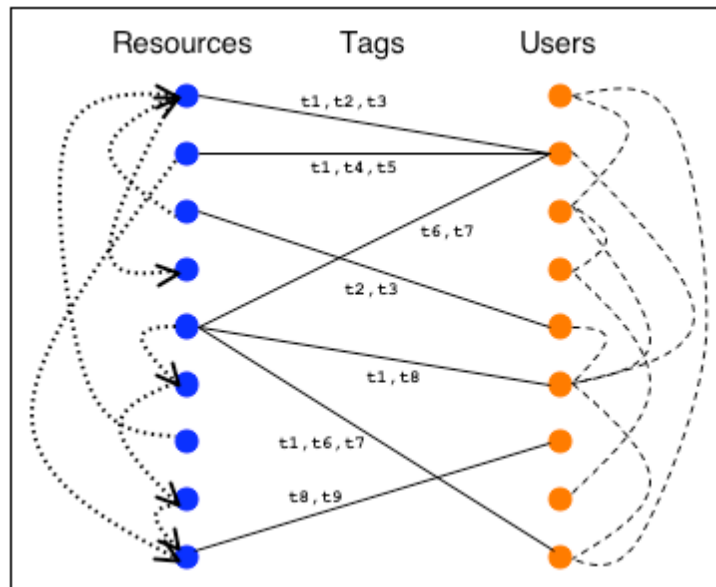 Resources Tags Users
t1,t2,t3
t1,t4,t5
t6,t7
t2,t3
t1,t8
t1,t6,t7
t8,t9